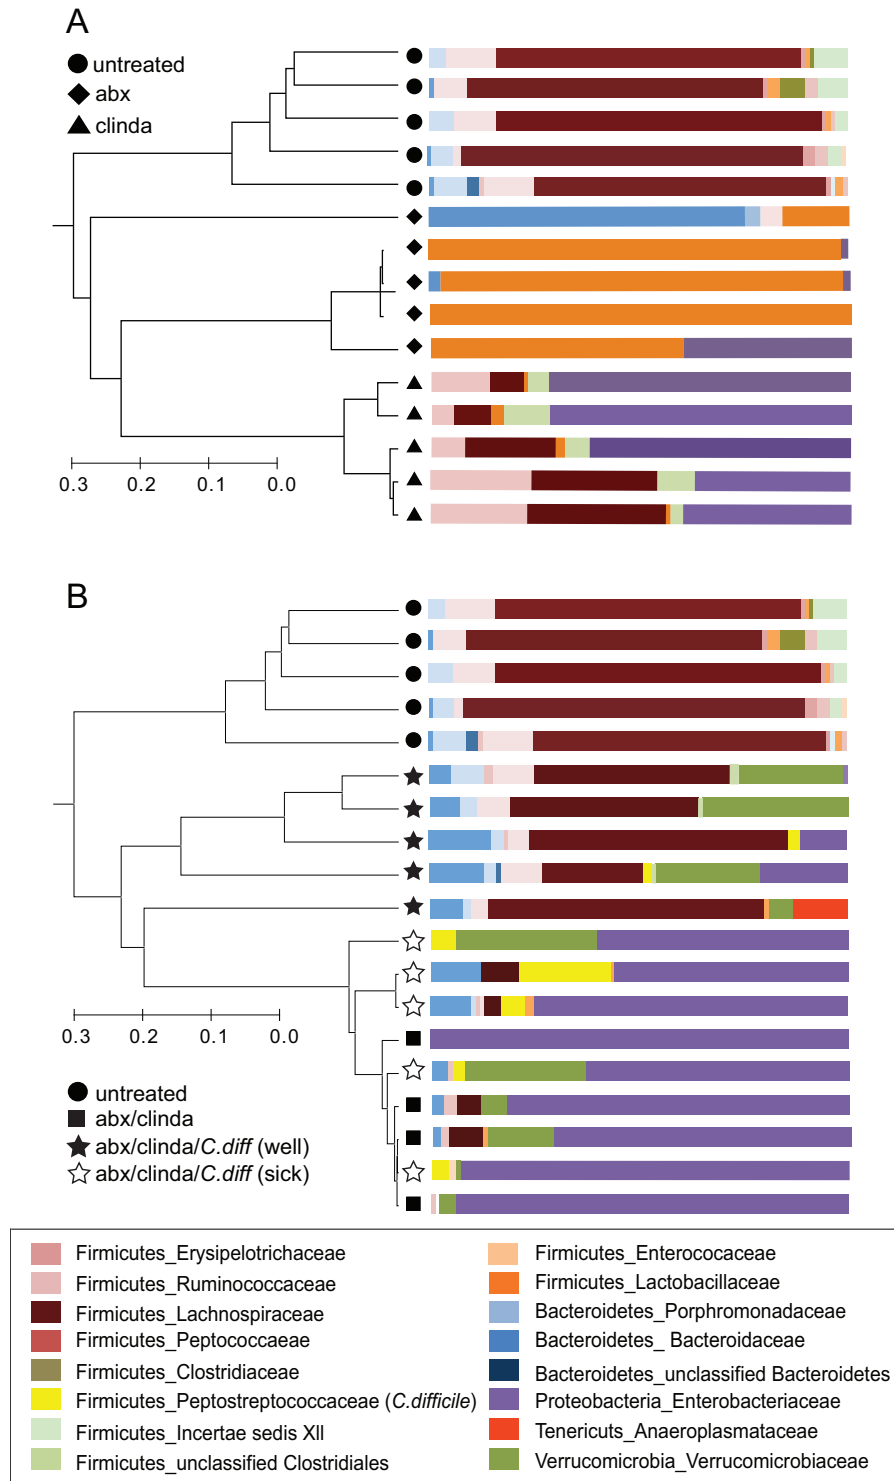 A
untreated
abx
clinda
0.3 0.2 0.1 0.0
B
0.3 0.2 0.1 0.0
untreated
abx/clinda
abx/clinda/C.diff (well)
abx/clinda/C.diff (sick)
Firmicutes_Erysipelotrichaceae
Firmicutes_Ruminococcaceae
Firmicutes_Lachnospiraceae
Firmicutes_Peptococcaeae
Firmicutes_Clostridiaceae
Firmicutes_Peptostreptococcaceae (C.difficile)
Firmicutes_Incertae sedis XII
Firmicutes_unclassified Clostridiales
Firmicutes_Enterococaceae
Firmicutes_Lactobacillaceae
Bacteroidetes_Porphromonadaceae
Bacteroidetes_ Bacteroidaceae
Bacteroidetes_unclassified Bacteroidetes
Proteobacteria_Enterobacteriaceae
Tenericuts_Anaeroplasmataceae
Verrucomicrobia_Verrucomicrobiaceae